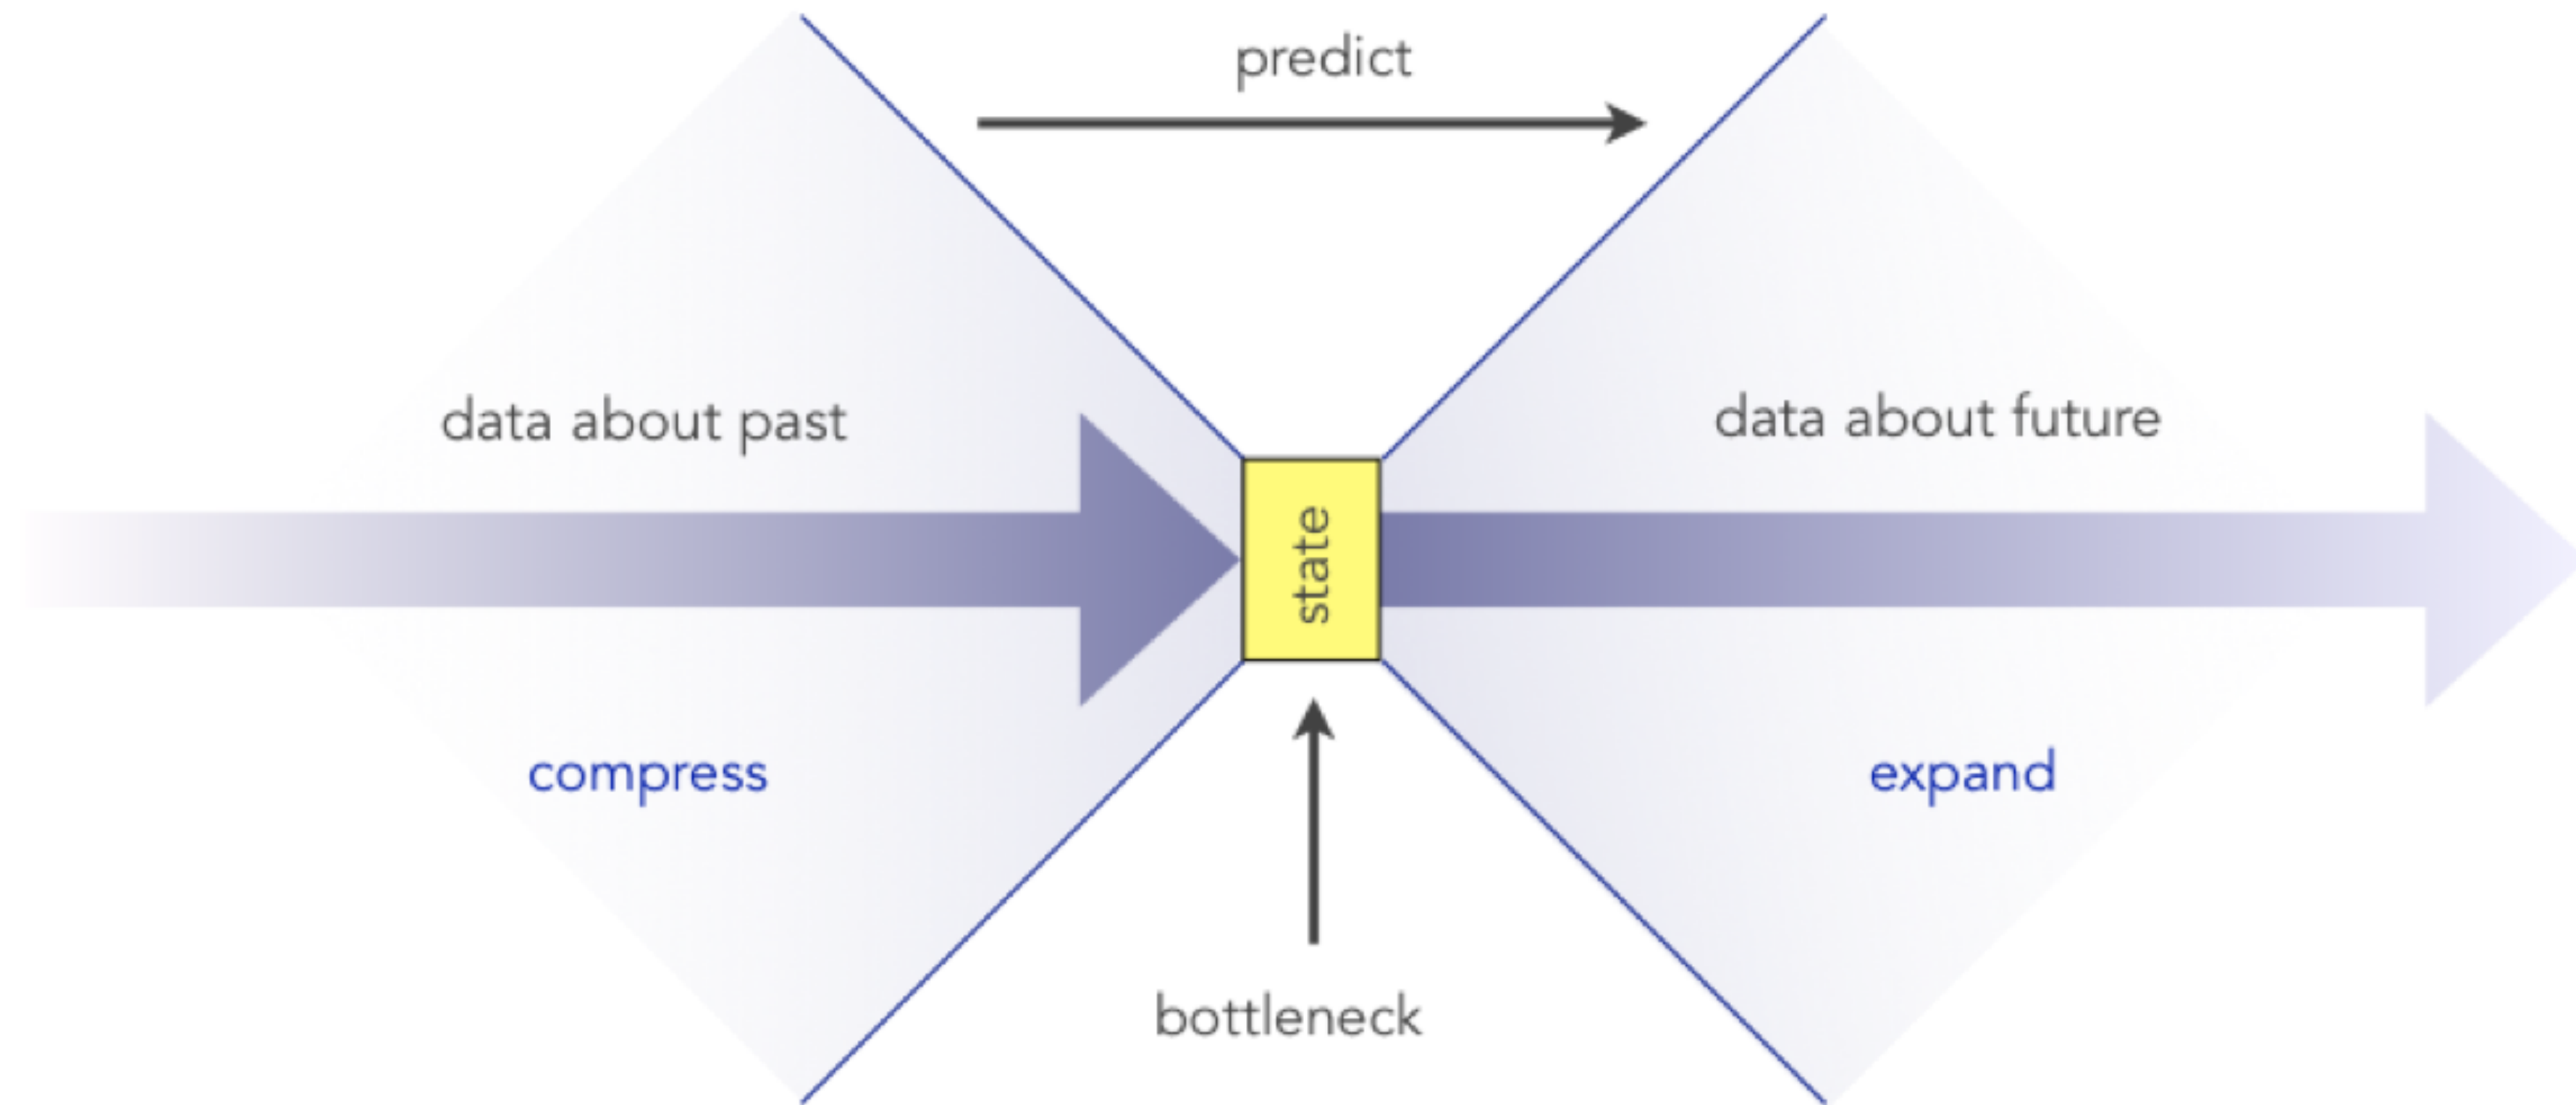 predict
data about past
data about future
state
compress
expand
bottleneck